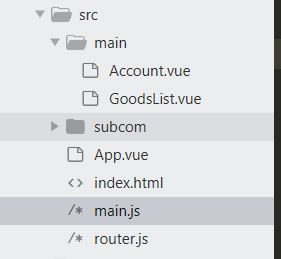 src
main
Account.vue
GoodsList.vue
subcom
App.vue
<> index.html
/* main.js
/* router.js